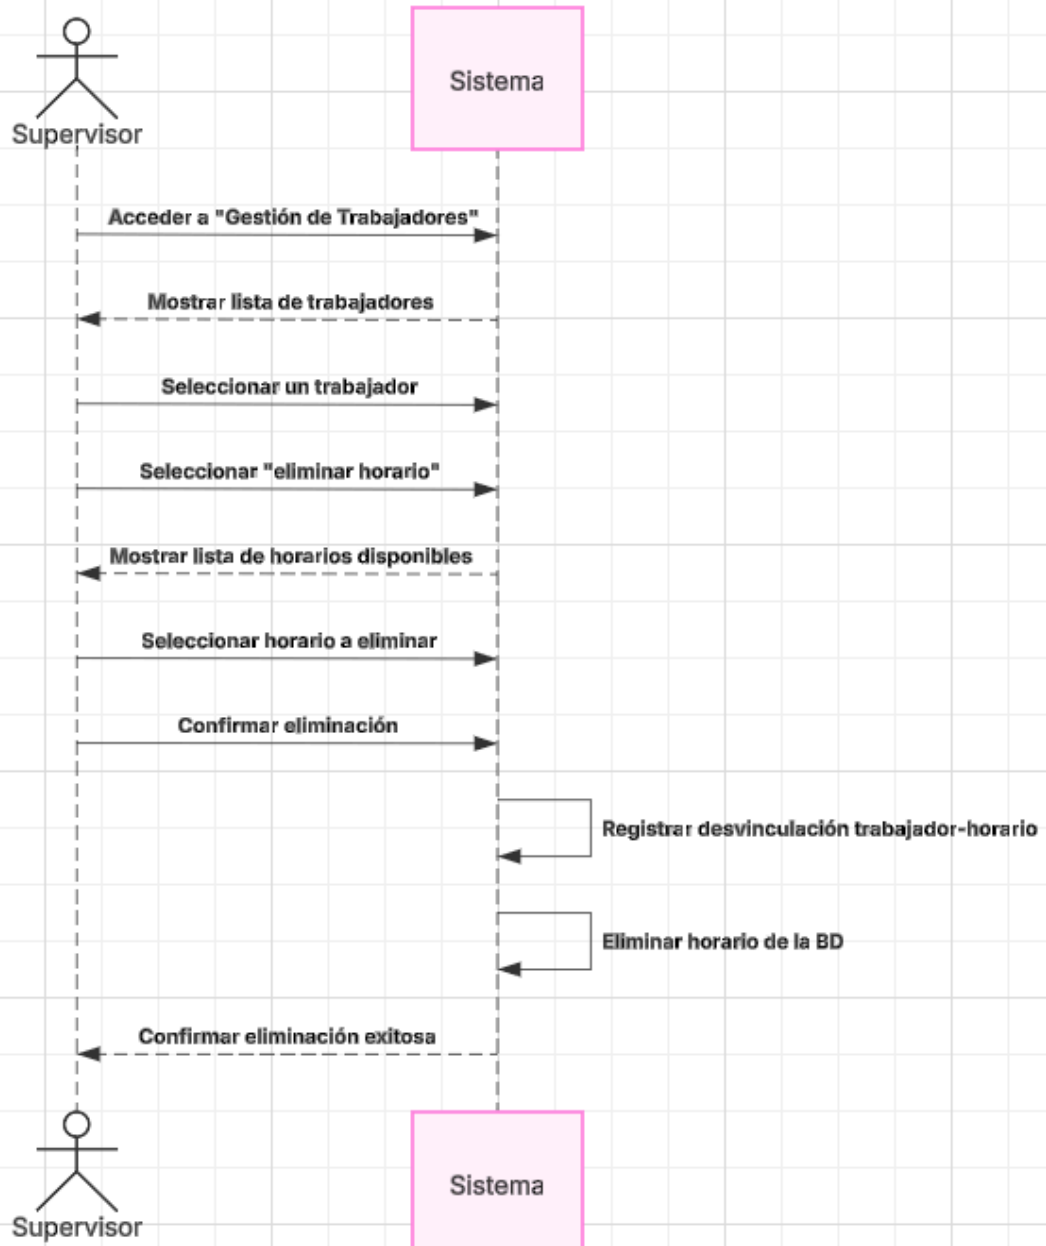 Sistema
Supervisor
Acceder a "Gestión de Trabajadores"
Mostrar lista de trabajadores
Seleccionar un trabajador
Seleccionar "eliminar horario"
Mostrar lista de horarios disponibles
Seleccionar horario a eliminar
Confirmar eliminación
Registrar desvinculación trabajador-horario
Eliminar horario de la BD
Confirmar eliminación exitosa
Sistema
Supervisor